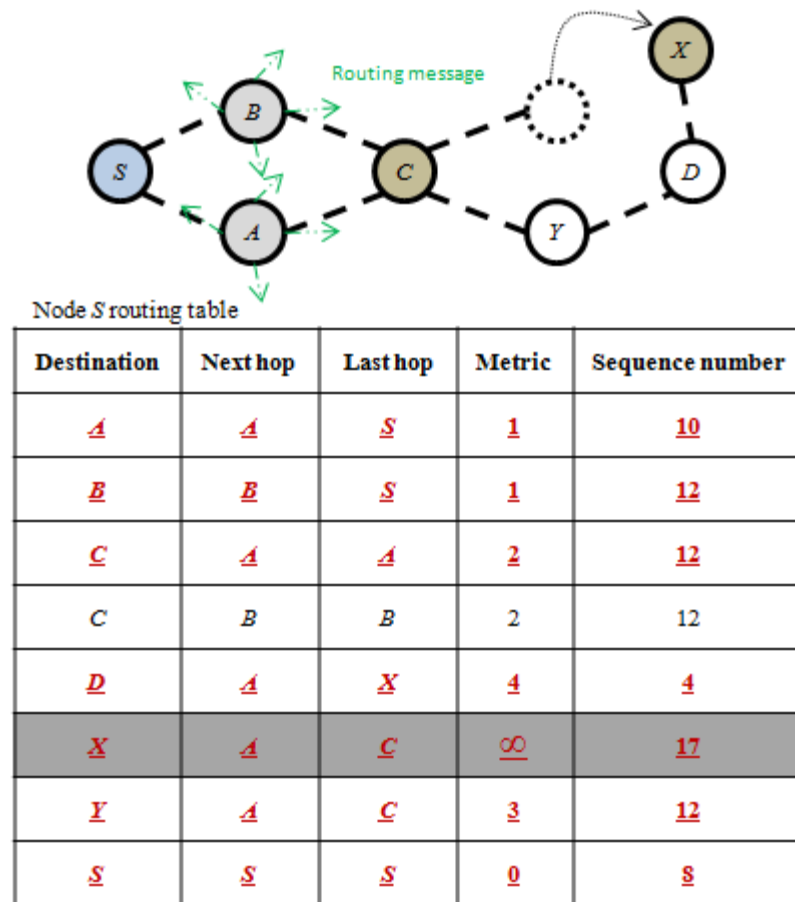 Routing message
X
B
S
C
D
A
Y
Node S routing table
Destination Next hop Last hop Metric Sequence number
A A S 1 10
B B S 1 12
C A A 2 12
C B B 2 12
D A X 4 4
X A C ∞ 17
Y A C 3 12
S S S 0 8